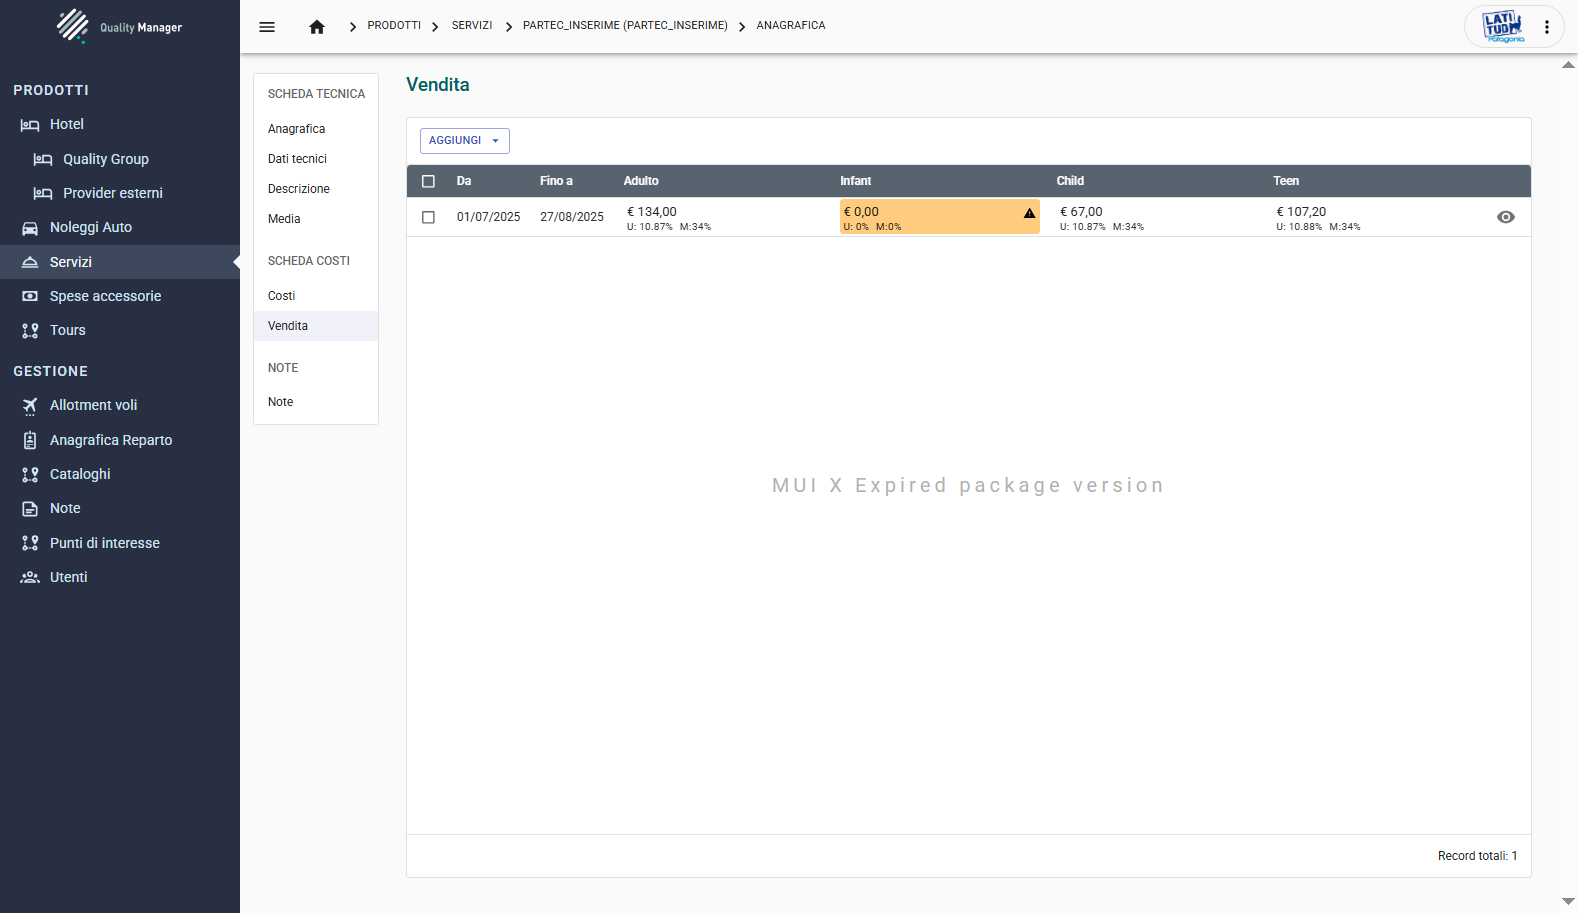 Quality Manager
PRODOTTI
SERVIZI
PARTEC_INSERIME (PARTEC_INSERIME)
ANAGRAFICA
LATI
TUD
Patagonia
PRODOTTI
Hotel
Quality Group
Provider esterni
Noleggi Auto
Servizi
Spese accessorie
Tours
GESTIONE
Allotment voli
Anagrafica Reparto
Cataloghi
Note
Punti di interesse
Utenti
SCHEDA TECNICA
Anagrafica
Dati tecnici
Descrizione
Media
SCHEDA COSTI
Costi
Vendita
NOTE
Note
Vendita
AGGIUNGI
Da Fino a Adulto Infant Child Teen
01/07/2025 27/08/2025 € 134,00 € 0,00 € 67,00 € 107,20
U: 10.87% M:34% U: 0% M:0% U: 10.87% M:34% U: 10.88% M:34%
MUI X Expired package version
Record totali: 1